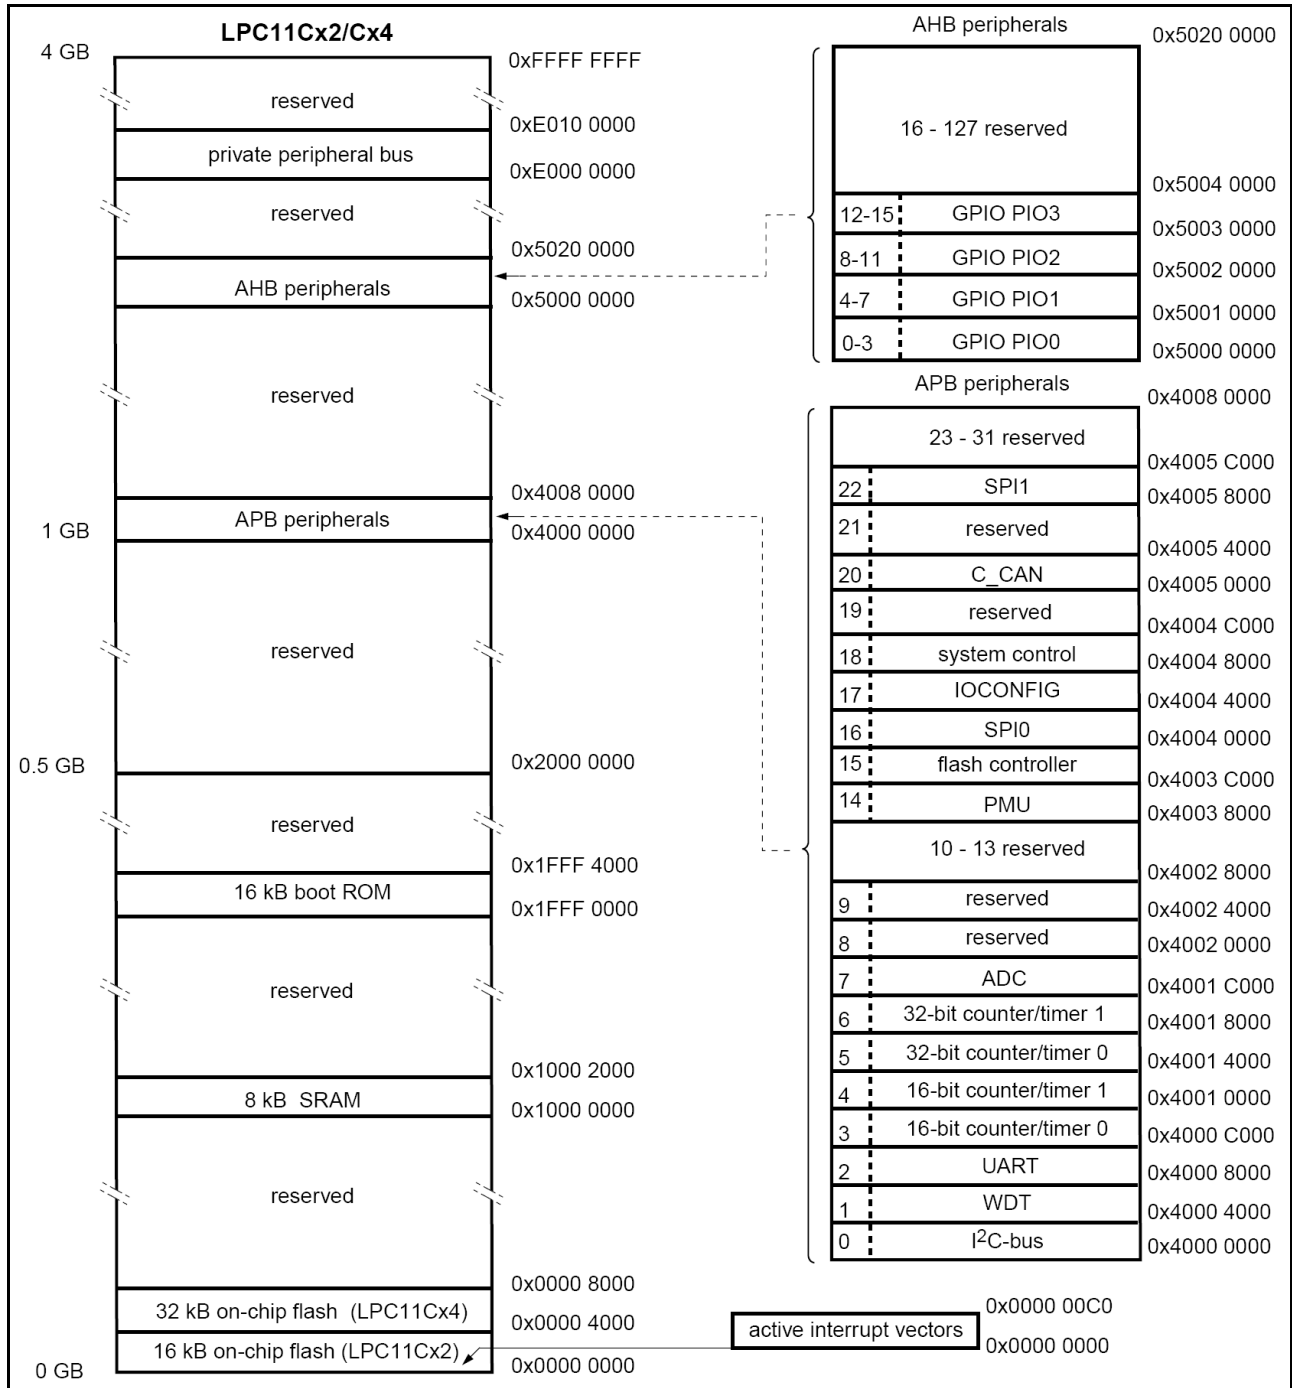 LPC11Cx2/Cx4
4 GB
0xFFFF FFFF
reserved
0xE010 0000
private peripheral bus
0xE000 0000
reserved
0x5020 0000
AHB peripherals
0x5000 0000
reserved
0x4008 0000
APB peripherals
1 GB
0x4000 0000
reserved
0x2000 0000
0.5 GB
reserved
0x1FFF 4000
16 kB boot ROM
0x1FFF 0000
reserved
0x1000 2000
8 kB SRAM
0x1000 0000
reserved
0x0000 8000
32 kB on-chip flash (LPC11Cx4)
0x0000 4000
16 kB on-chip flash (LPC11Cx2)
0x0000 0000
0 GB
AHB peripherals
0x5020 0000
16 - 127 reserved
0x5004 0000
12-15 GPIO PIO3
0x5003 0000
8-11 GPIO PIO2
0x5002 0000
4-7 GPIO PIO1
0x5001 0000
0-3 GPIO PIO0
0x5000 0000
APB peripherals
0x4008 0000
23 - 31 reserved
0x4005 C000
22 SPI1
0x4005 8000
21 reserved
0x4005 4000
20 C_CAN
0x4005 0000
19 reserved
0x4004 C000
18 system control
0x4004 8000
17 IOCONFIG
0x4004 4000
16 SPI0
0x4004 0000
15 flash controller
0x4003 C000
14 PMU
0x4003 8000
10 - 13 reserved
0x4002 8000
9 reserved
0x4002 4000
8 reserved
0x4002 0000
7 ADC
0x4001 C000
6 32-bit counter/timer 1
0x4001 8000
5 32-bit counter/timer 0
0x4001 4000
4 16-bit counter/timer 1
0x4001 0000
3 16-bit counter/timer 0
0x4000 C000
2 UART
0x4000 8000
1 WDT
0x4000 4000
0 I²C-bus
0x4000 0000
0x0000 00C0
active interrupt vectors
0x0000 0000